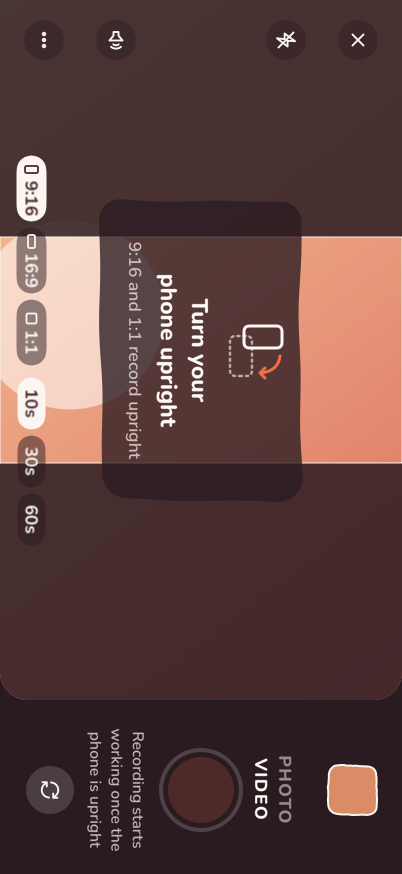 9:16
16:9
1:1
10s
30s
60s
Turn your
phone upright
9:16 and 1:1 record upright
PHOTO
VIDEO
Recording starts
working once the
phone is upright